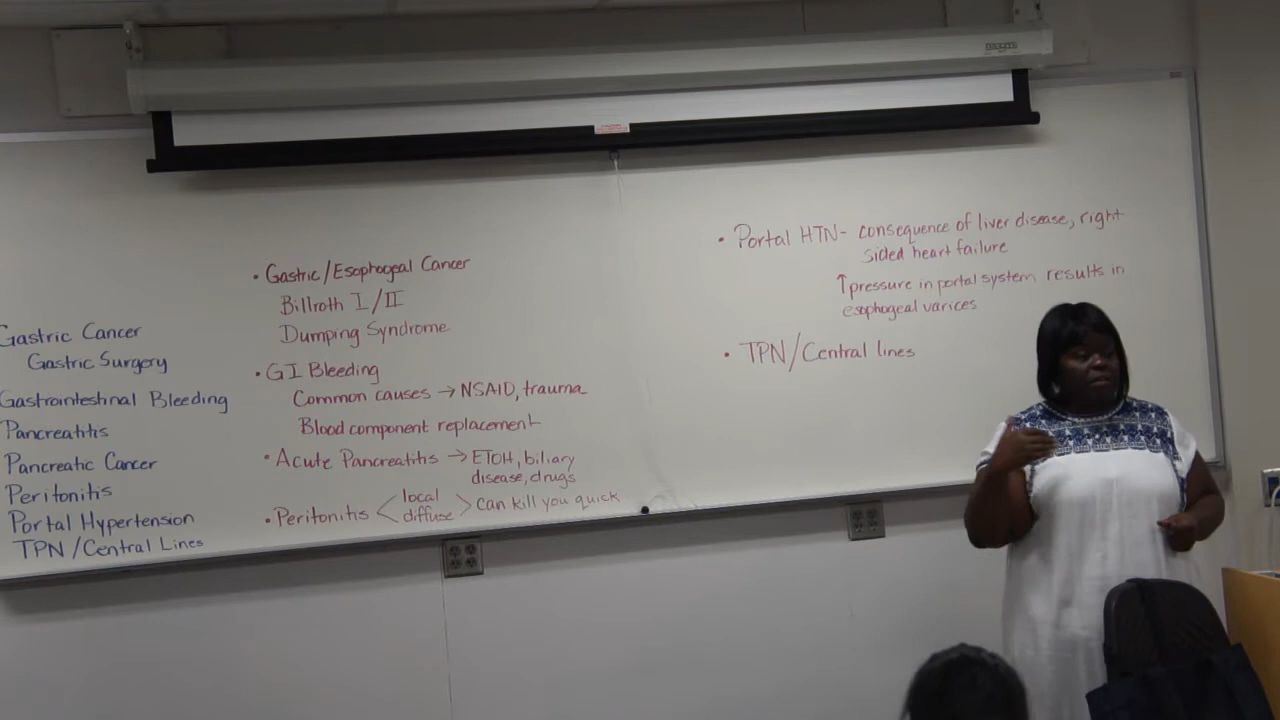 Gastric Cancer
Gastric Surgery
Gastrointestinal Bleeding
Pancreatitis
Pancreatic Cancer
Peritonitis
Portal Hypertension
TPN/Central Lines
• Gastric/Esophageal Cancer
Billroth I/II
Dumping Syndrome
• GI Bleeding
Common causes → NSAID, trauma
Blood component replacement
• Acute Pancreatitis → ETOH, biliary
disease, drugs
• Peritonitis < local
diffuse > can kill you quick
• Portal HTN- consequence of liver disease, right
sided heart failure
↑pressure in portal system results in
esophogeal varices
• TPN/Central lines